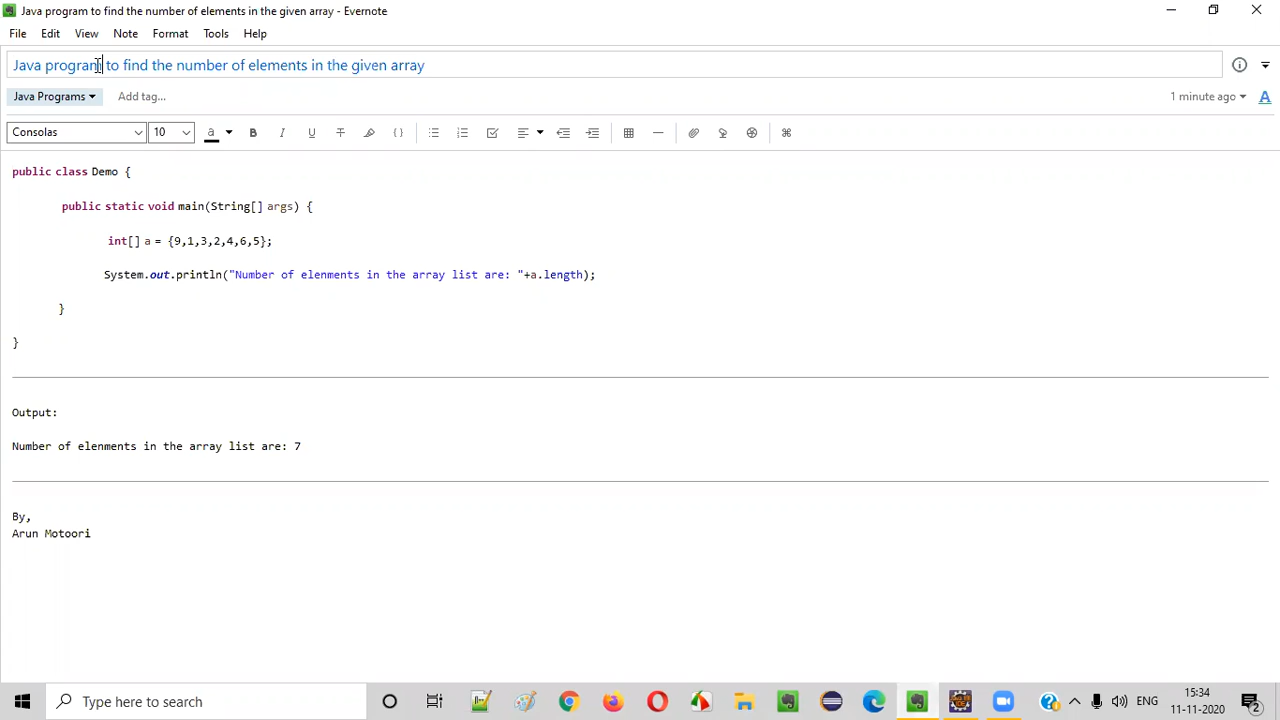 Java program to find the number of elements in the given array - Evernote
File Edit View Note Format Tools Help
Java program to find the number of elements in the given array
Java Programs Add tag... 1 minute ago A
Consolas 10 a B I U T { }
public class Demo {
public static void main(String[] args) {
int[] a = {9,1,3,2,4,6,5};
System.out.println("Number of elenments in the array list are: "+a.length);
}
}
Output:
Number of elenments in the array list are: 7
By,
Arun Motoori
Type here to search ENG 15:34
11-11-2020 2